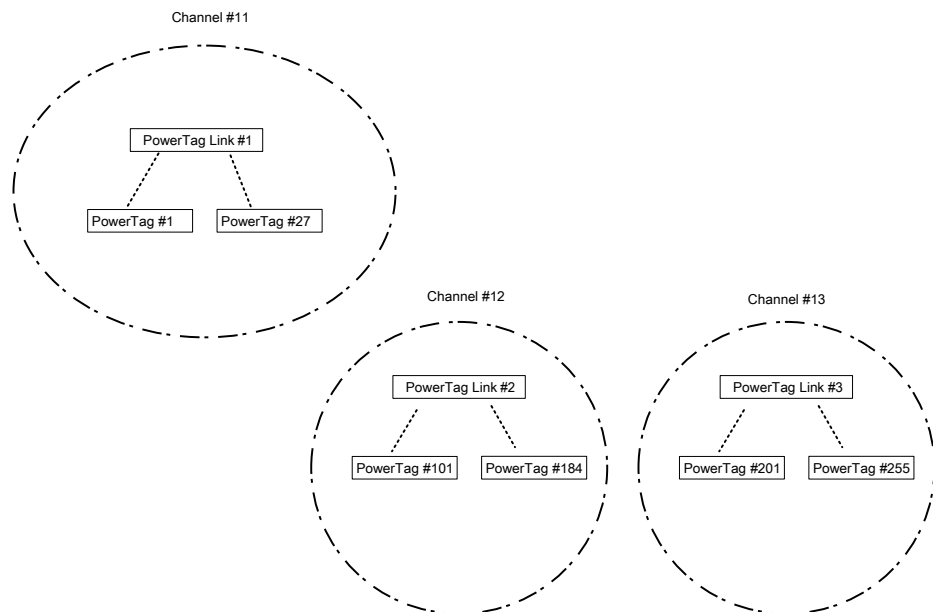 Channel #11
PowerTag Link #1
PowerTag #1
PowerTag #27
Channel #12
PowerTag Link #2
PowerTag #101
PowerTag #184
Channel #13
PowerTag Link #3
PowerTag #201
PowerTag #255